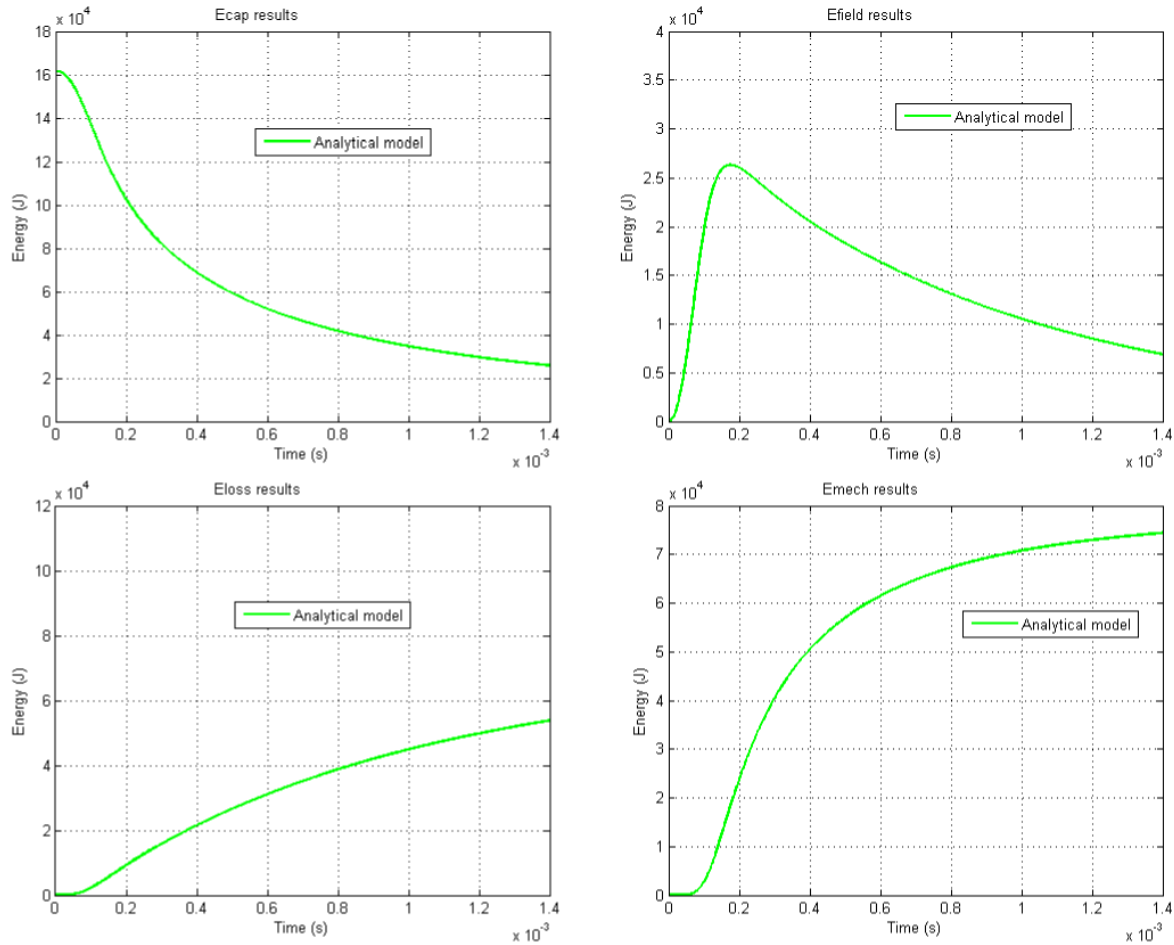 Ecap results
x 10^4
18
16
14
12
10
8
6
4
2
0
Energy (J)
Analytical model
0 0.2 0.4 0.6 0.8 1 1.2 1.4
Time (s)
x 10^-3
Efield results
x 10^4
4
3.5
3
2.5
2
1.5
1
0.5
0
Energy (J)
Analytical model
0 0.2 0.4 0.6 0.8 1 1.2 1.4
Time (s)
x 10^-3
Eloss results
x 10^4
12
10
8
6
4
2
0
Energy (J)
Analytical model
0 0.2 0.4 0.6 0.8 1 1.2 1.4
Time (s)
x 10^-3
Emech results
x 10^4
8
7
6
5
4
3
2
1
0
Energy (J)
Analytical model
0 0.2 0.4 0.6 0.8 1 1.2 1.4
Time (s)
x 10^-3